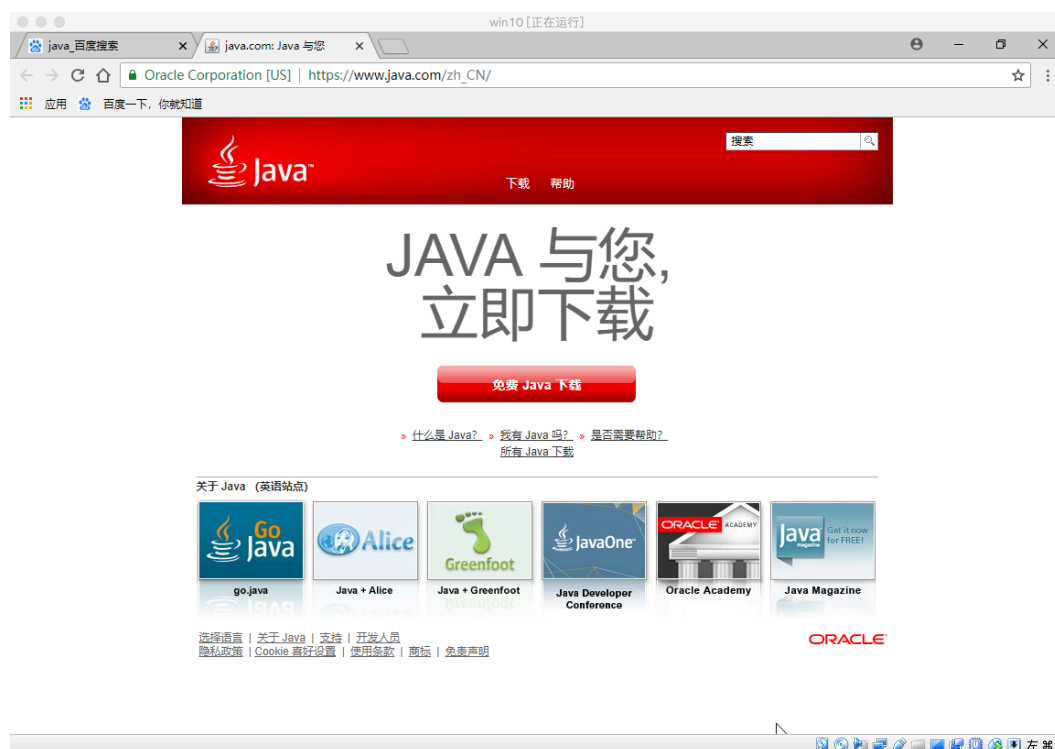 win10 [正在运行]
java_百度搜索
java.com: Java 与您
Oracle Corporation [US] | https://www.java.com/zh_CN/
应用 百度一下，你就知道
Java™
搜索
下载 帮助
JAVA 与您,
立即下载
免费 Java 下载
» 什么是 Java? » 我有 Java 吗? » 是否需要帮助?
所有 Java 下载
关于 Java (英语站点)
Go Java
Alice
Greenfoot
JavaOne
ORACLE ACADEMY
Java magazine Get it now for FREE!
go.java
Java + Alice
Java + Greenfoot
Java Developer
Conference
Oracle Academy
Java Magazine
选择语言 | 关于 Java | 支持 | 开发人员
隐私政策 | Cookie 喜好设置 | 使用条款 | 商标 | 免责声明
ORACLE
左 ⌘